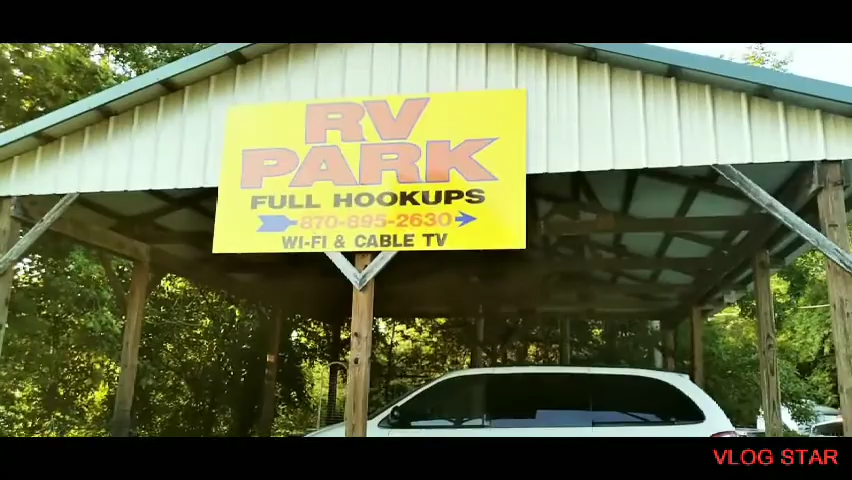 RV
PARK
FULL HOOKUPS
870-895-2630
WI-FI & CABLE TV
VLOG STAR